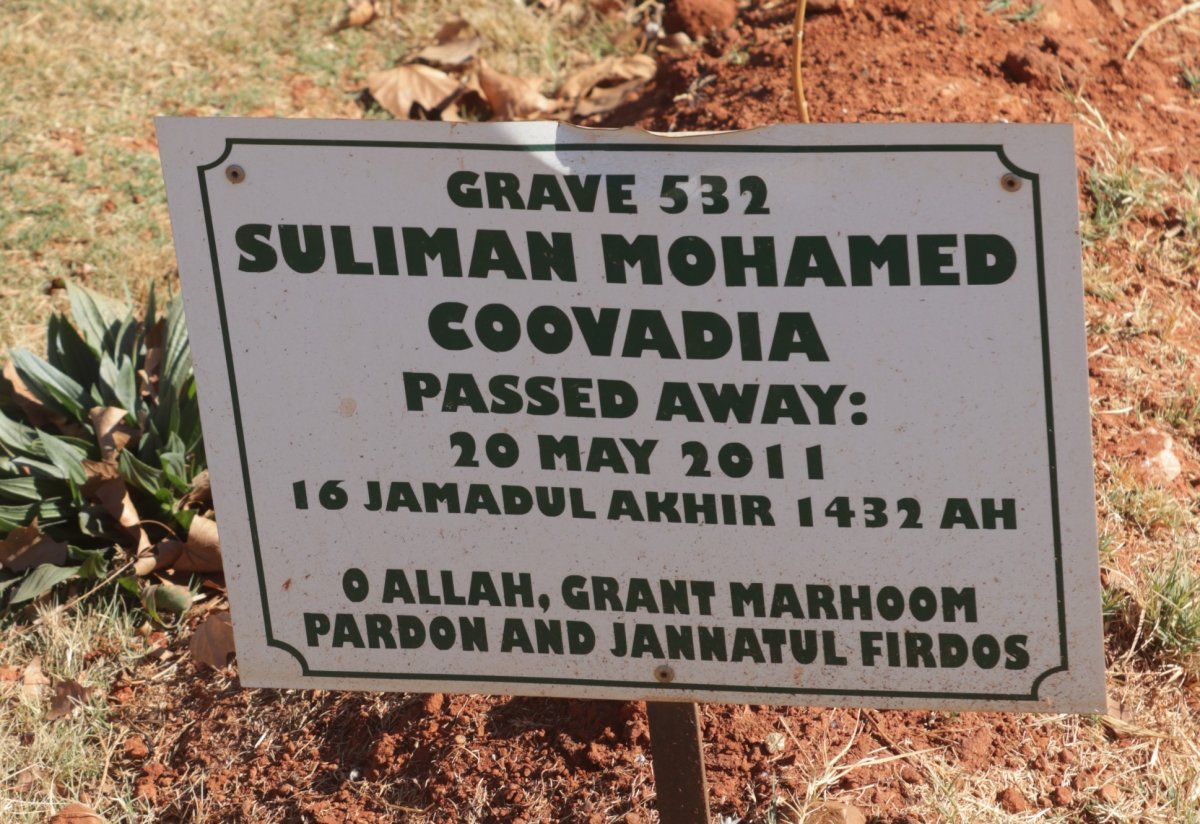 GRAVE 532
SULIMAN MOHAMED
COOVADIA
PASSED AWAY:
20 MAY 2011
16 JAMADUL AKHIR 1432 AH
O ALLAH, GRANT MARHOOM
PARDON AND JANNATUL FIRDOS